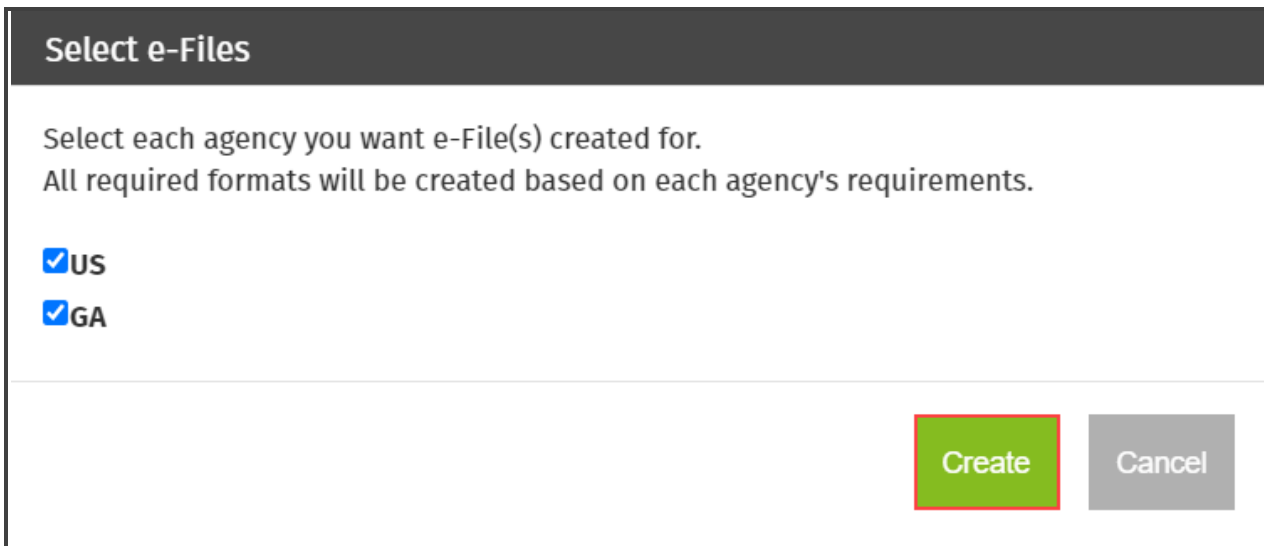 Select e-Files
Select each agency you want e-File(s) created for.
All required formats will be created based on each agency's requirements.
US
GA
Create Cancel